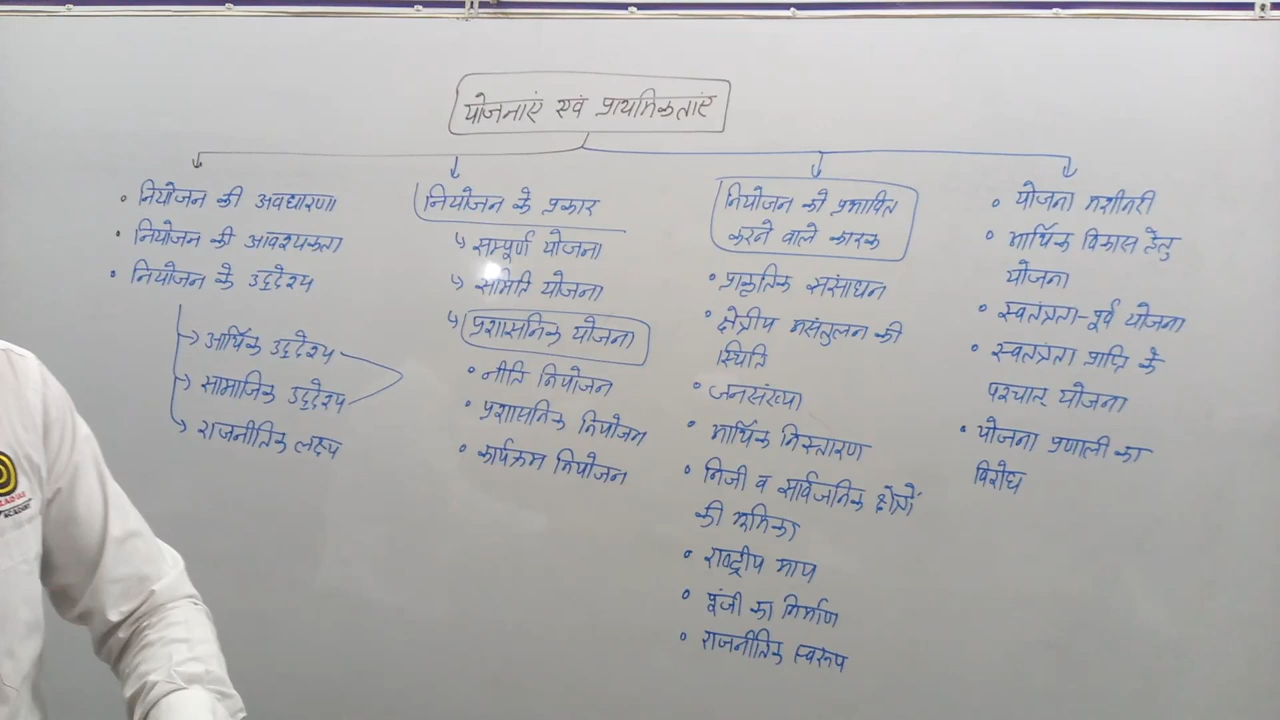 योजनाएं एवं प्राथमिकताएं
• नियोजन की अवधारणा
• नियोजन की आवश्यकता
• नियोजन के उद्देश्य
→ आर्थिक उद्देश्य
→ सामाजिक उद्देश्य
→ राजनीतिक लक्ष्य
नियोजन के प्रकार
↳ सम्पूर्ण योजना
↳ समिति योजना
↳ प्रशासनिक योजना
• नीति नियोजन
• प्रशासनिक नियोजन
• कार्यक्रम नियोजन
नियोजन को प्रभावित
करने वाले कारक
• प्राकृतिक संसाधन
• क्षेत्रीय असंतुलन की
स्थिति
• जनसंख्या
• आर्थिक निस्तारण
• निजी व सार्वजनिक क्षेत्रों
की भूमिका
• राष्ट्रीय आय
• पूंजी का निर्माण
• राजनीतिक स्वरूप
• योजना मशीनरी
• आर्थिक विकास हेतु
योजना
• स्वतंत्रता-पूर्व योजना
• स्वतंत्रता प्राप्ति के
पश्चात् योजना
• योजना प्रणाली का
विरोध
ACADEMY